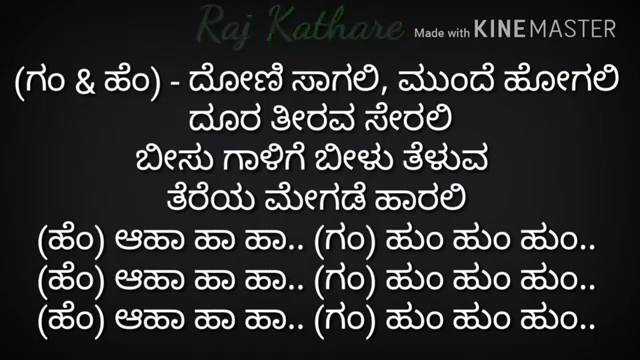 Raj Kathare
Made with KINEMASTER
(ಗಂ & ಹೆಂ) - ದೋಣಿ ಸಾಗಲಿ, ಮುಂದೆ ಹೋಗಲಿ
ದೂರ ತೀರವ ಸೇರಲಿ
ಬೀಸು ಗಾಳಿಗೆ ಬೀಳು ತೆಳುವ
ತೆರೆಯ ಮೇಗಡೆ ಹಾರಲಿ
(ಹೆಂ) ಆಹಾ ಹಾ ಹಾ.. (ಗಂ) ಹುಂ ಹುಂ ಹುಂ..
(ಹೆಂ) ಆಹಾ ಹಾ ಹಾ.. (ಗಂ) ಹುಂ ಹುಂ ಹುಂ..
(ಹೆಂ) ಆಹಾ ಹಾ ಹಾ.. (ಗಂ) ಹುಂ ಹುಂ ಹುಂ..